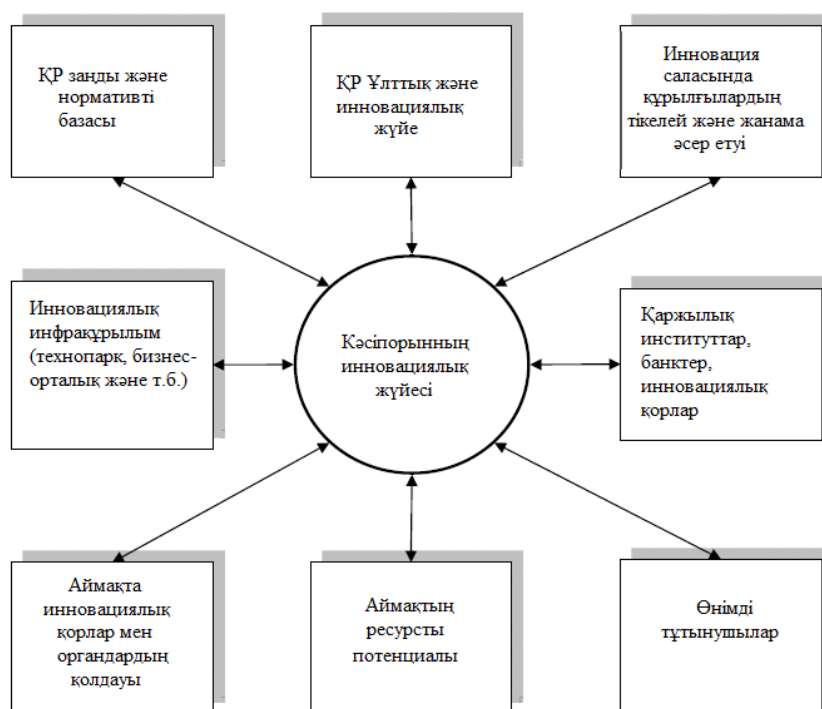 ҚР заңды және
нормативті
базасы
ҚР Ұлттық және
инновациялық
жүйе
Инновация
саласында
құрылғылардың
тікелей және жанама
әсер етуі
Инновациялық
инфрақұрылым
(технопарк, бизнес-
орталық және т.б.)
Кәсіпорынның
инновациялық
жүйесі
Қаржылық
институттар,
банктер,
инновациялық
қорлар
Аймақта
инновациялық
қорлар мен
органдардың
қолдауы
Аймақтың
ресурсты
потенциалы
Өнімді
тұтынушылар